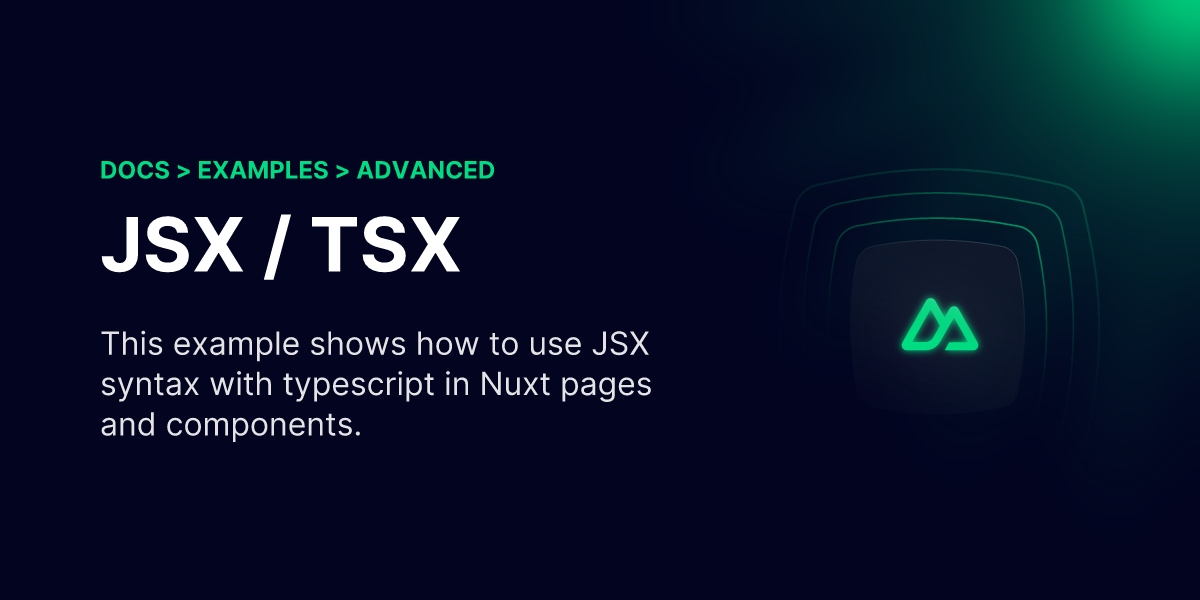 DOCS > EXAMPLES > ADVANCED
JSX / TSX
This example shows how to use JSX
syntax with typescript in Nuxt pages
and components.